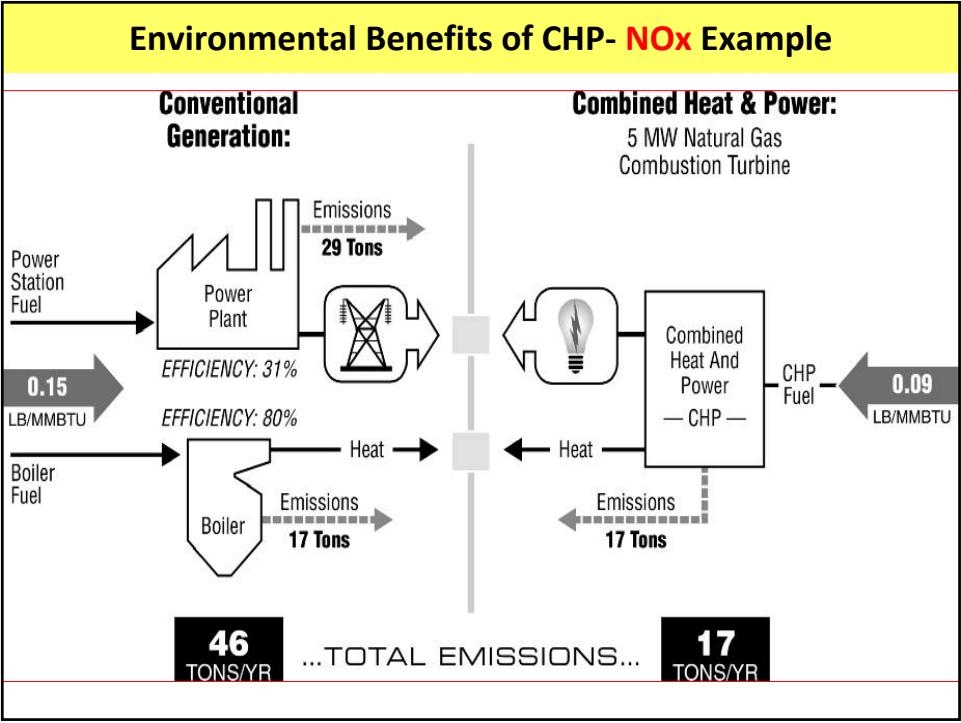 Environmental Benefits of CHP- NOx Example
Conventional
Generation:
Combined Heat & Power:
5 MW Natural Gas
Combustion Turbine
Emissions
29 Tons
Power
Station
Fuel
Power
Plant
EFFICIENCY: 31%
0.15
LB/MMBTU
EFFICIENCY: 80%
Heat
Boiler
Fuel
Boiler
Emissions
17 Tons
Combined
Heat And
Power
— CHP —
CHP
Fuel
0.09
LB/MMBTU
Heat
Emissions
17 Tons
46
TONS/YR
...TOTAL EMISSIONS...
17
TONS/YR